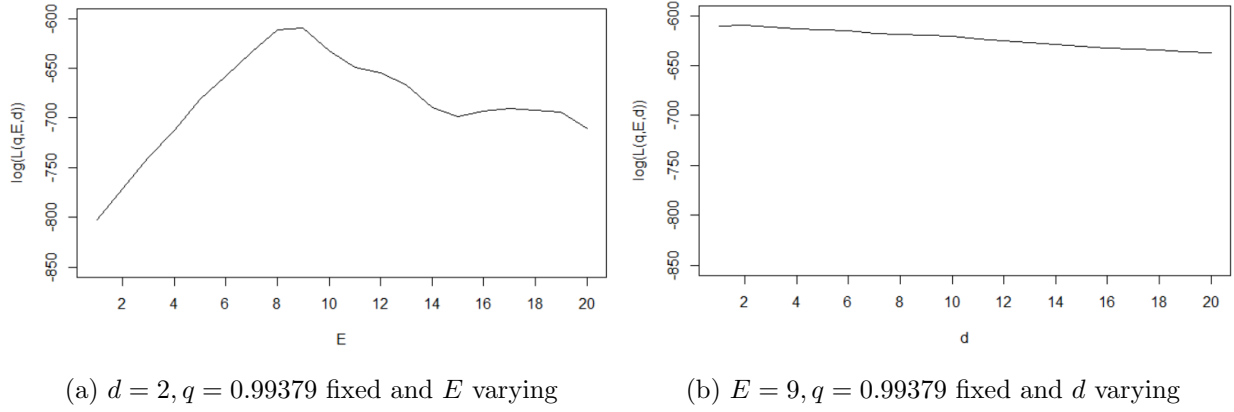 -600
-650
-700
-750
-800
-850
log(L(q,E,d))
2 4 6 8 10 12 14 16 18 20
E
(a) d = 2, q = 0.99379 fixed and E varying
-600
-650
-700
-750
-800
-850
log(L(q,E,d))
2 4 6 8 10 12 14 16 18 20
d
(b) E = 9, q = 0.99379 fixed and d varying